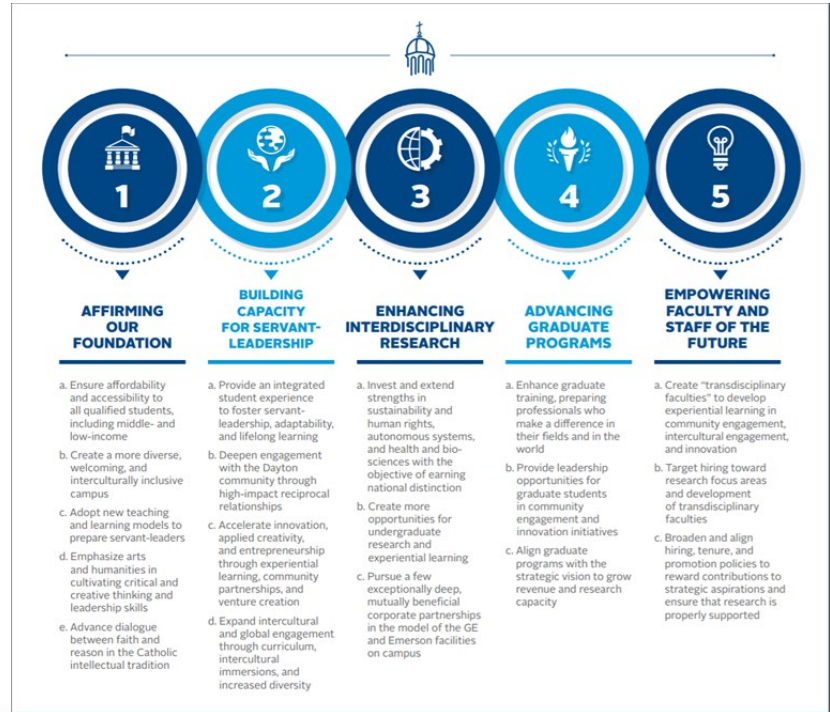 1
2
3
4
5
AFFIRMING
OUR
FOUNDATION
a. Ensure affordability
and accessibility to
all qualified students,
including middle- and
low-income
b. Create a more diverse,
welcoming, and
interculturally inclusive
campus
c. Adopt new teaching
and learning models to
prepare servant-leaders
d. Emphasize arts
and humanities in
cultivating critical and
creative thinking and
leadership skills
e. Advance dialogue
between faith and
reason in the Catholic
intellectual tradition
BUILDING
CAPACITY
FOR SERVANT-
LEADERSHIP
a. Provide an integrated
student experience
to foster servant-
leadership, adaptability,
and lifelong learning
b. Deepen engagement
with the Dayton
community through
high-impact reciprocal
relationships
c. Accelerate innovation,
applied creativity,
and entrepreneurship
through experiential
learning, community
partnerships, and
venture creation
d. Expand intercultural
and global engagement
through curriculum,
intercultural
immersions, and
increased diversity
ENHANCING
INTERDISCIPLINARY
RESEARCH
a. Invest and extend
strengths in
sustainability and
human rights,
autonomous systems,
and health and bio-
sciences with the
objective of earning
national distinction
b. Create more
opportunities for
undergraduate
research and
experiential learning
c. Pursue a few
exceptionally deep,
mutually beneficial
corporate partnerships
in the model of the GE
and Emerson facilities
on campus
ADVANCING
GRADUATE
PROGRAMS
a. Enhance graduate
training, preparing
professionals who
make a difference in
their fields and in the
world
b. Provide leadership
opportunities for
graduate students
in community
engagement and
innovation initiatives
c. Align graduate
programs with the
strategic vision to grow
revenue and research
capacity
EMPOWERING
FACULTY AND
STAFF OF THE
FUTURE
a. Create “transdisciplinary
faculties” to develop
experiential learning in
community engagement,
intercultural engagement,
and innovation
b. Target hiring toward
research focus areas
and development
of transdisciplinary
faculties
c. Broaden and align
hiring, tenure, and
promotion policies to
reward contributions to
strategic aspirations and
ensure that research is
properly supported